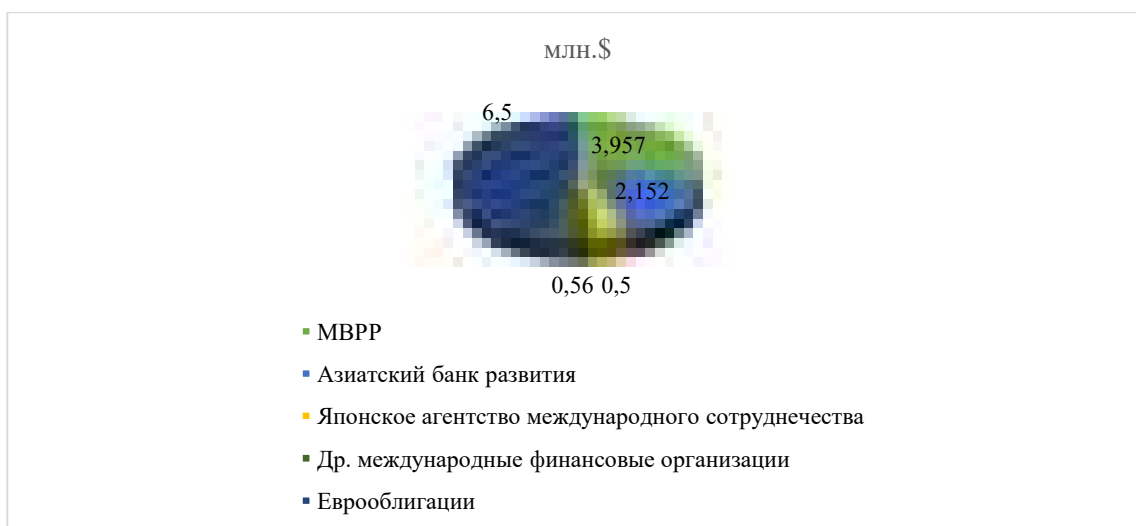 млн.$
6,5
3,957
2,152
0,56 0,5
МВРР
Азиатский банк развития
Японское агентство международного сотруднечества
Др. международные финансовые организации
Еврооблигации